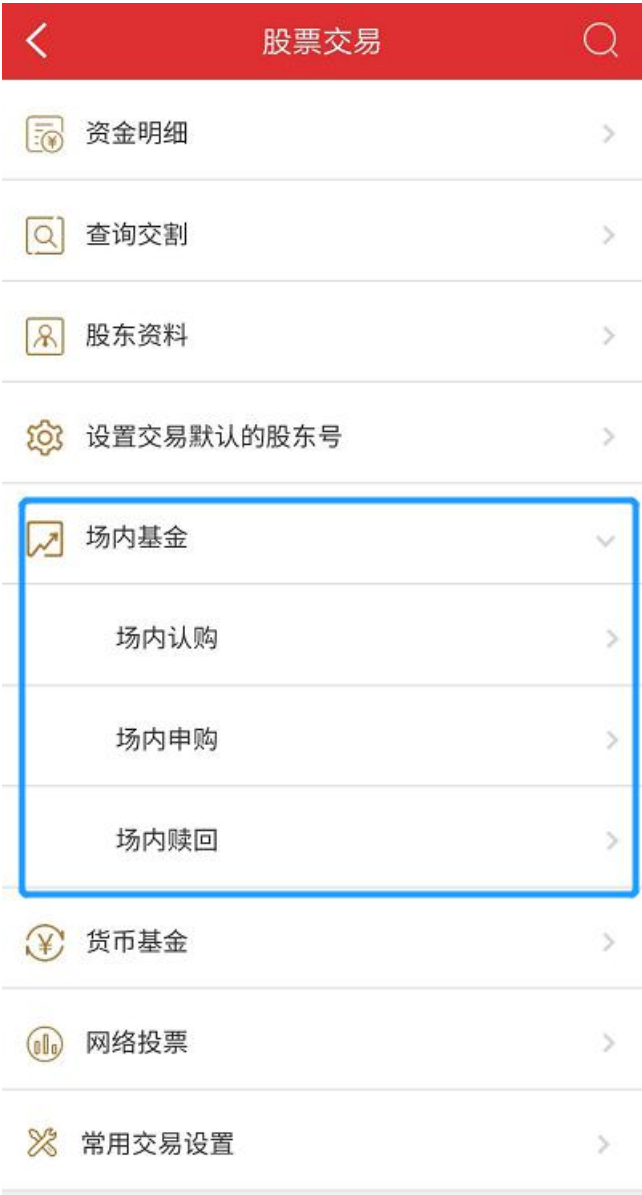 股票交易
资金明细
查询交割
股东资料
设置交易默认的股东号
场内基金
场内认购
场内申购
场内赎回
货币基金
网络投票
常用交易设置